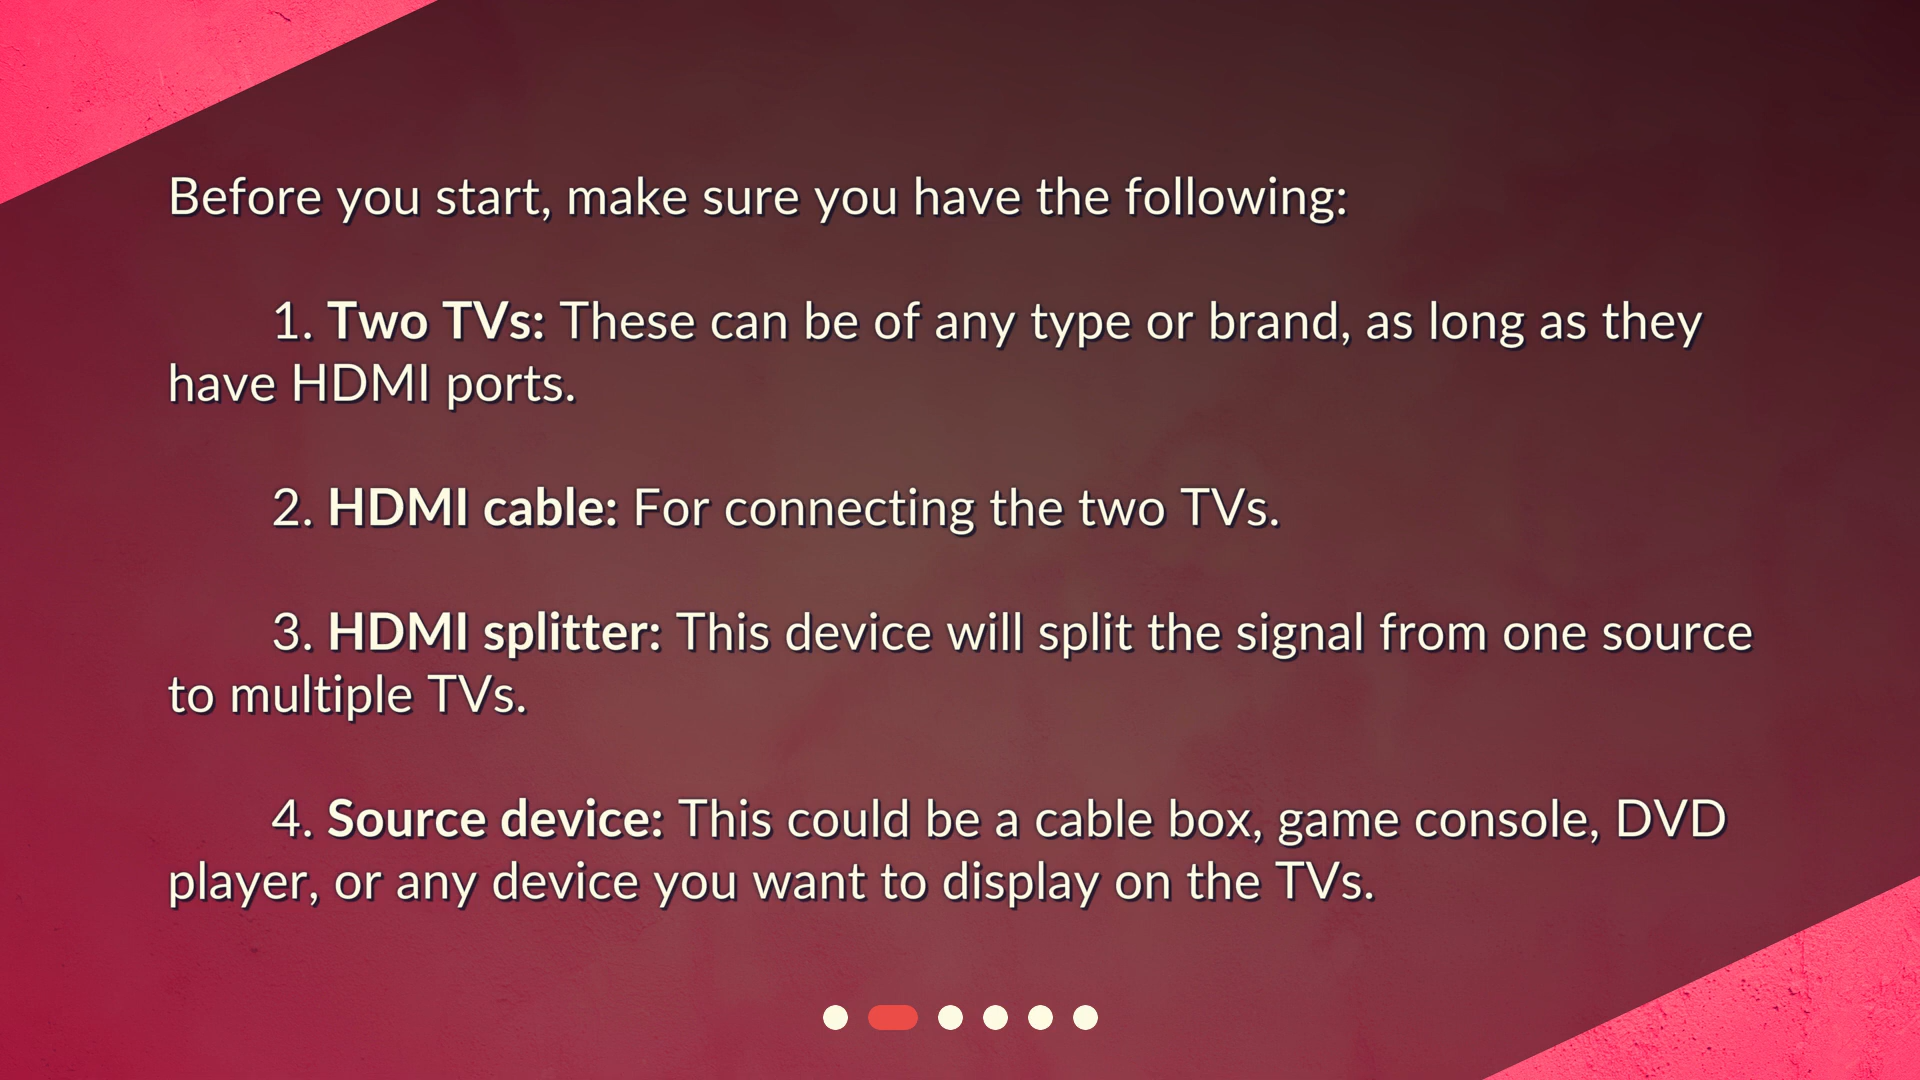 Before you start, make sure you have the following:
1. Two TVs: These can be of any type or brand, as long as they
have HDMI ports.
2. HDMI cable: For connecting the two TVs.
3. HDMI splitter: This device will split the signal from one source
to multiple TVs.
4. Source device: This could be a cable box, game console, DVD
player, or any device you want to display on the TVs.